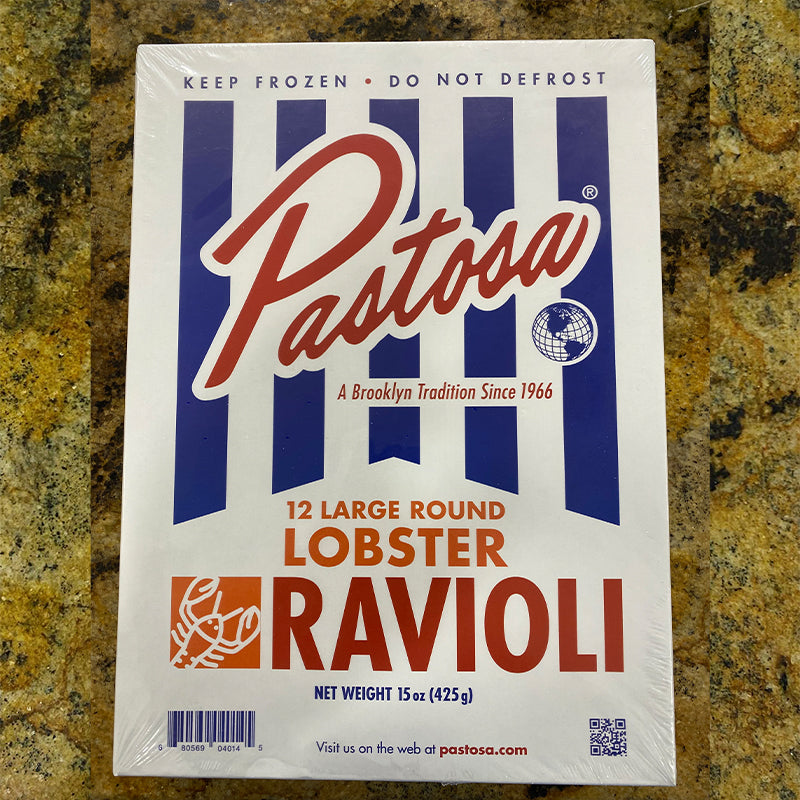 KEEP FROZEN • DO NOT DEFROST
Pastosa®
A Brooklyn Tradition Since 1966
12 LARGE ROUND
LOBSTER
RAVIOLI
NET WEIGHT 15 oz (425 g)
6 80569 04014 5
Visit us on the web at pastosa.com